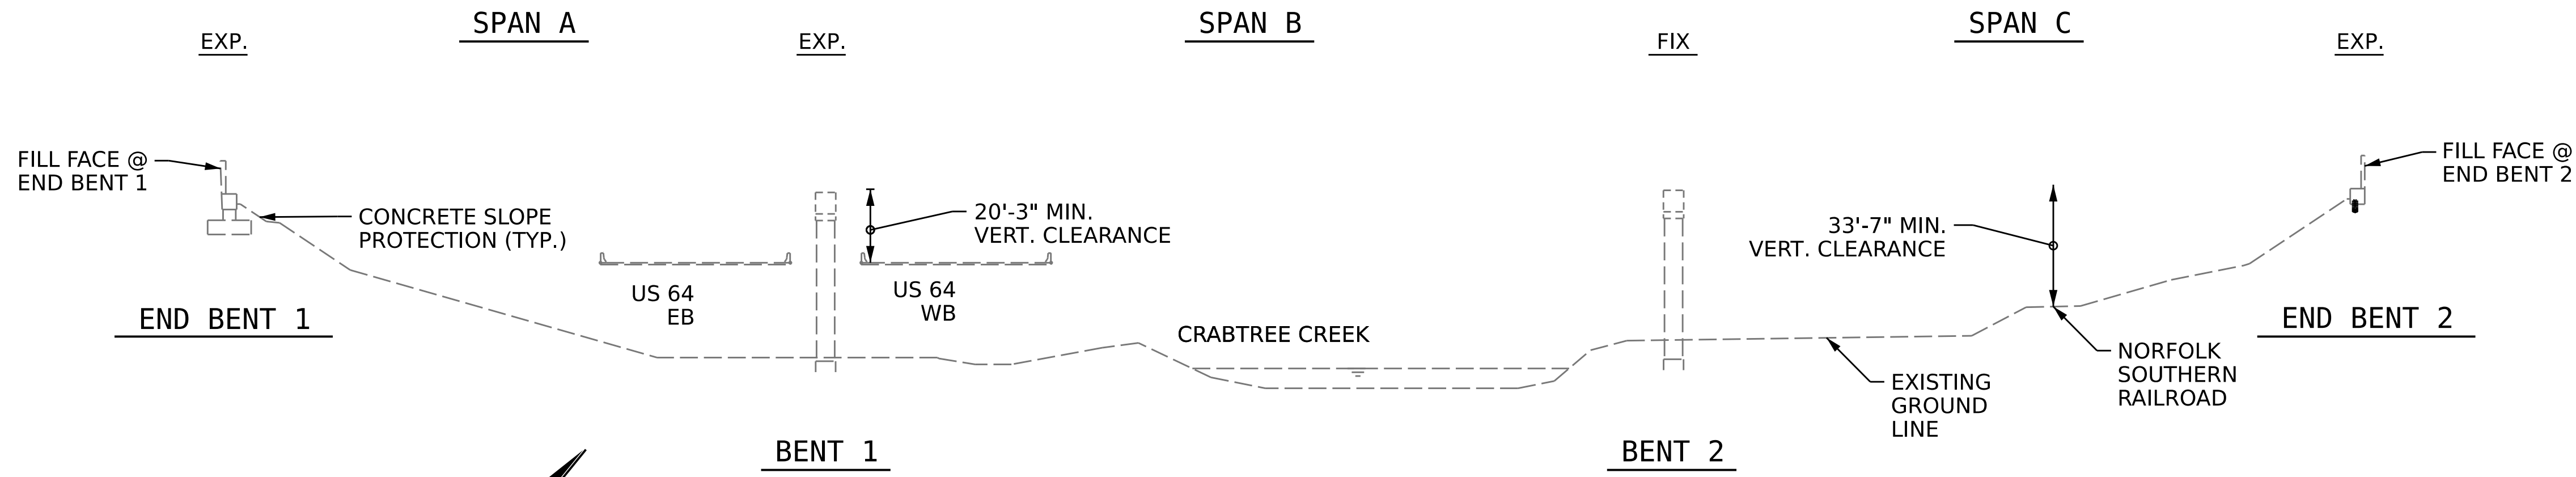 SPAN A
SPAN B
SPAN C
EXP.
EXP.
FIX
EXP.
FILL FACE @
END BENT 1
CONCRETE SLOPE
PROTECTION (TYP.)
20'-3" MIN.
VERT. CLEARANCE
33'-7" MIN.
VERT. CLEARANCE
FILL FACE @
END BENT 2
US 64
EB
US 64
WB
END BENT 1
CRABTREE CREEK
END BENT 2
NORFOLK
SOUTHERN
RAILROAD
EXISTING
GROUND
LINE
BENT 1
BENT 2